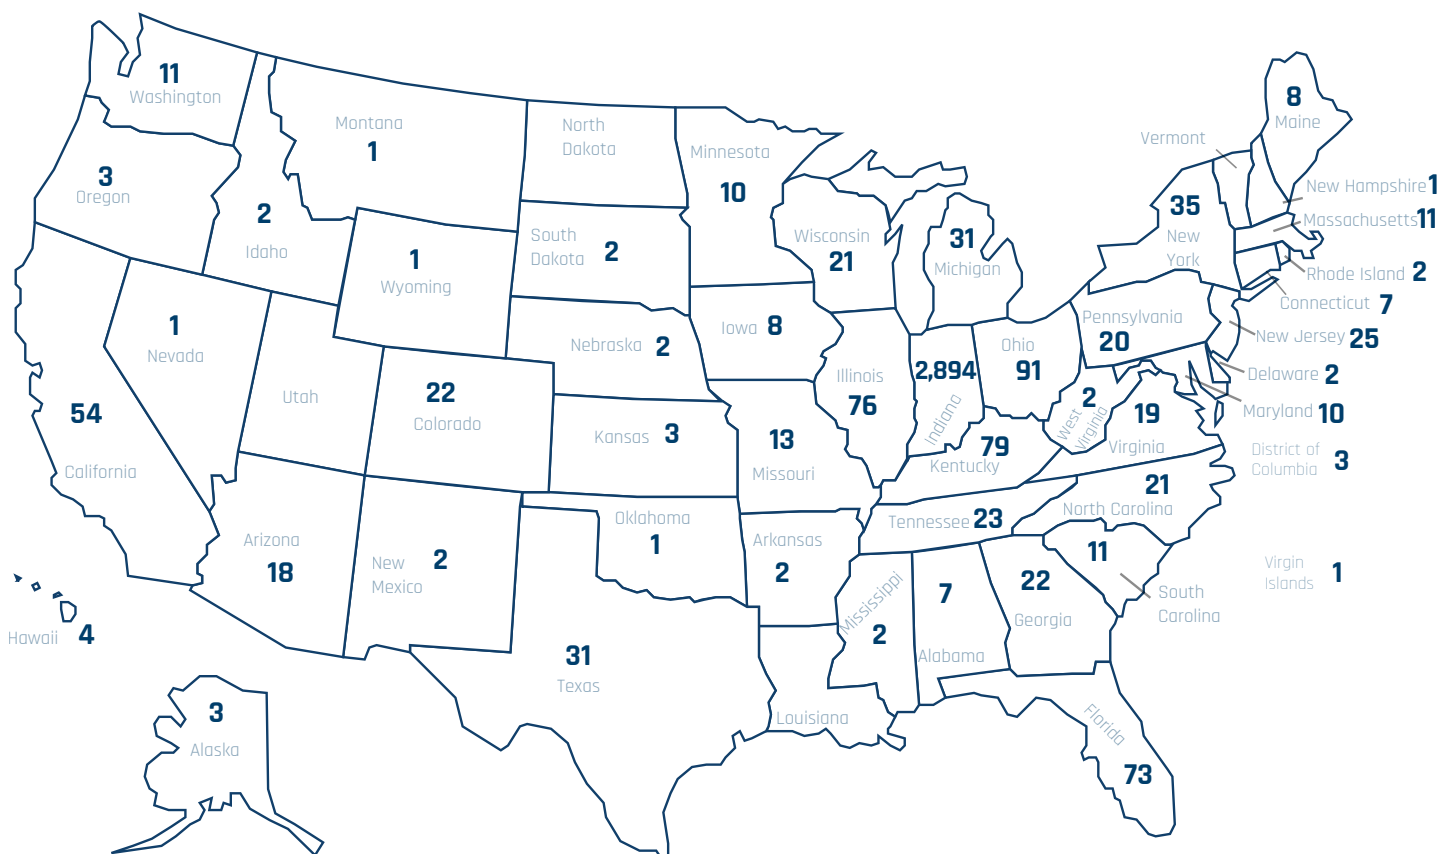 11
Washington
3
Oregon
2
Idaho
Montana
1
1
Wyoming
North
Dakota
South
Dakota
2
Minnesota
10
Wisconsin
21
31
Michigan
8
Maine
Vermont
New Hampshire 1
Massachusetts 11
35
New
York
Rhode Island 2
Connecticut 7
New Jersey 25
Delaware 2
Maryland 10
District of
Columbia
3
1
Nevada
Utah
54
California
22
Colorado
Nebraska 2
Kansas 3
Iowa 8
13
Missouri
Illinois
76
2,894
Indiana
Ohio
91
Pennsylvania
20
2
West
Virginia
19
Virginia
79
Kentucky
21
North Carolina
Tennessee 23
11
South
Carolina
Virgin
Islands
1
Arizona
18
New
Mexico
2
Oklahoma
1
Arkansas
2
Mississippi
2
7
Alabama
22
Georgia
31
Texas
Louisiana
Florida
73
Hawaii 4
3
Alaska